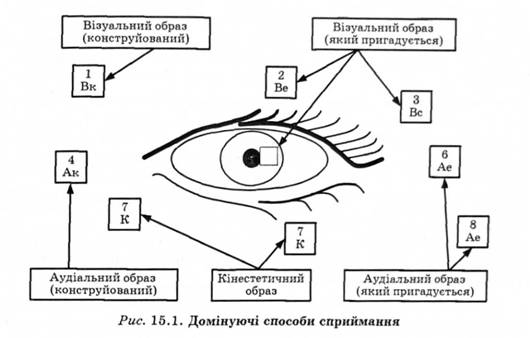 Візуальний образ
(конструйований)
Візуальний образ
(який пригадується)
1
Вк
2
Ве
3
Вс
4
Ак
6
Ае
7
К
7
К
8
Ае
Аудіальний образ
(конструйований)
Кінестетичний
образ
Аудіальний образ
(який пригадується)
Рис. 15.1. Домінуючі способи сприймання